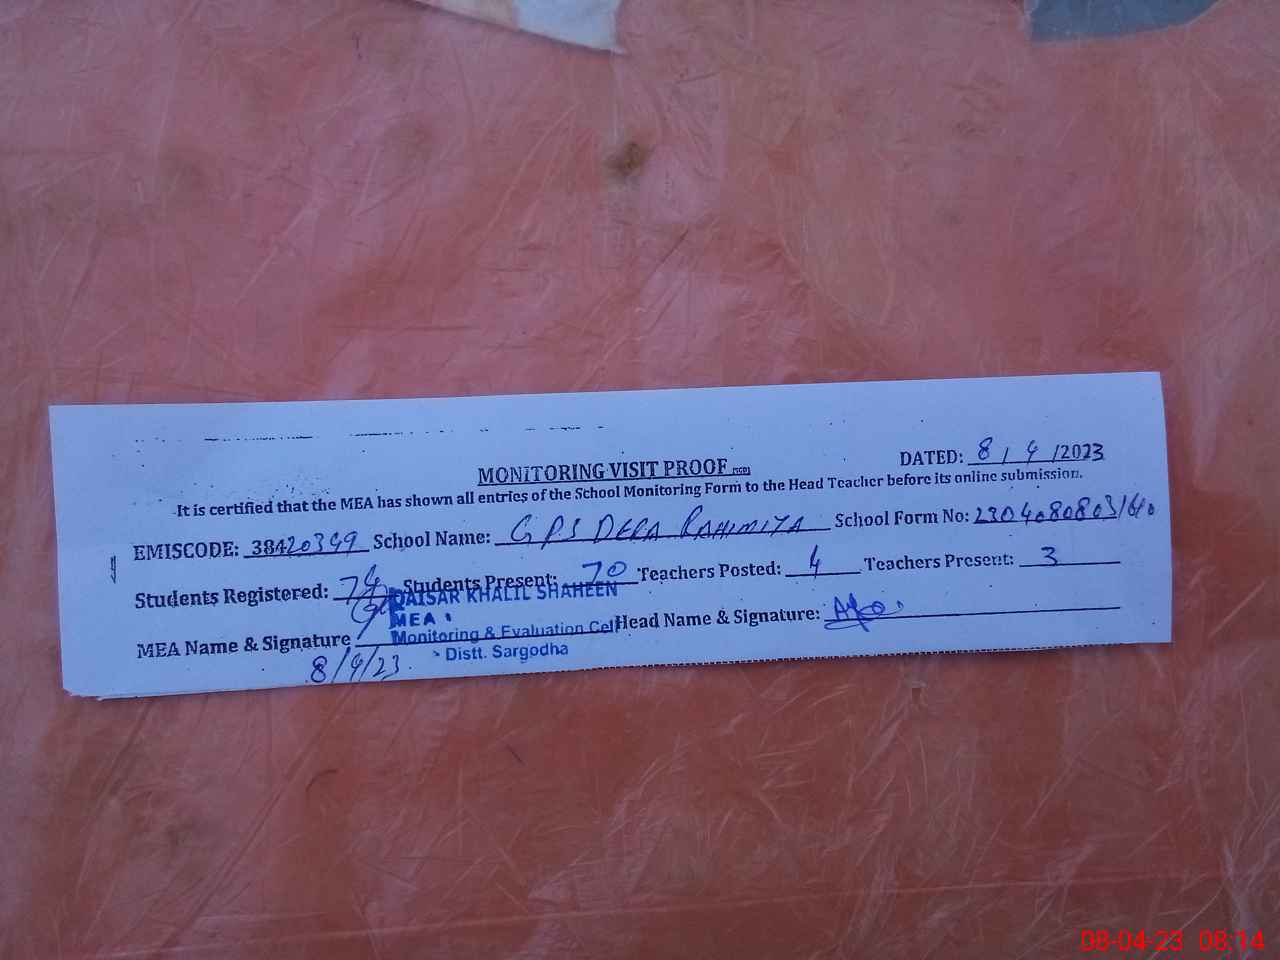 DATED: 8/4/2023
MONITORING VISIT PROOF
It is certified that the MEA has shown all entries of the School Monitoring Form to the Head Teacher before its online submission.
EMISCODE: 38420399 School Name: GPS DERA RAHIMIYA School Form No:
Students Registered: 74 Students Present: 70 Teachers Posted: 4 Teachers Present: 3
QAISAR KHALIL SHAHEEN
MEA
Monitoring & Evaluation Cell
Distt. Sargodha
MEA Name & Signature Head Name & Signature:
8/4/23
08-04-23 08:14